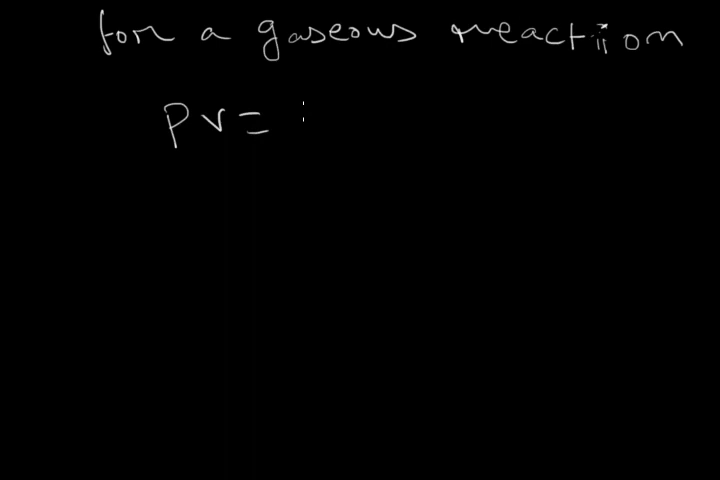 for a gaseous reaction
PV =